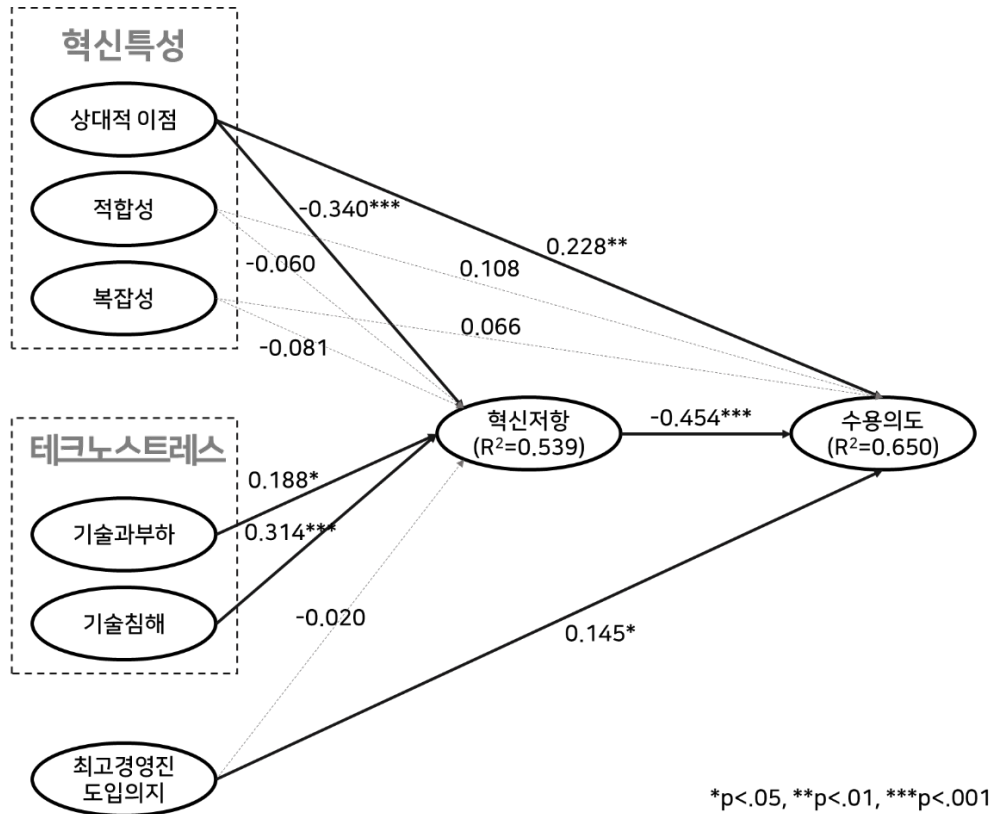 혁신특성
상대적 이점
적합성
복잡성
-0.340***
0.228**
-0.060
0.108
0.066
-0.081
테크노스트레스
기술과부하
기술침해
0.188*
0.314***
혁신저항
(R²=0.539)
-0.454***
수용의도
(R²=0.650)
-0.020
0.145*
최고경영진
도입의지
*p<.05, **p<.01, ***p<.001